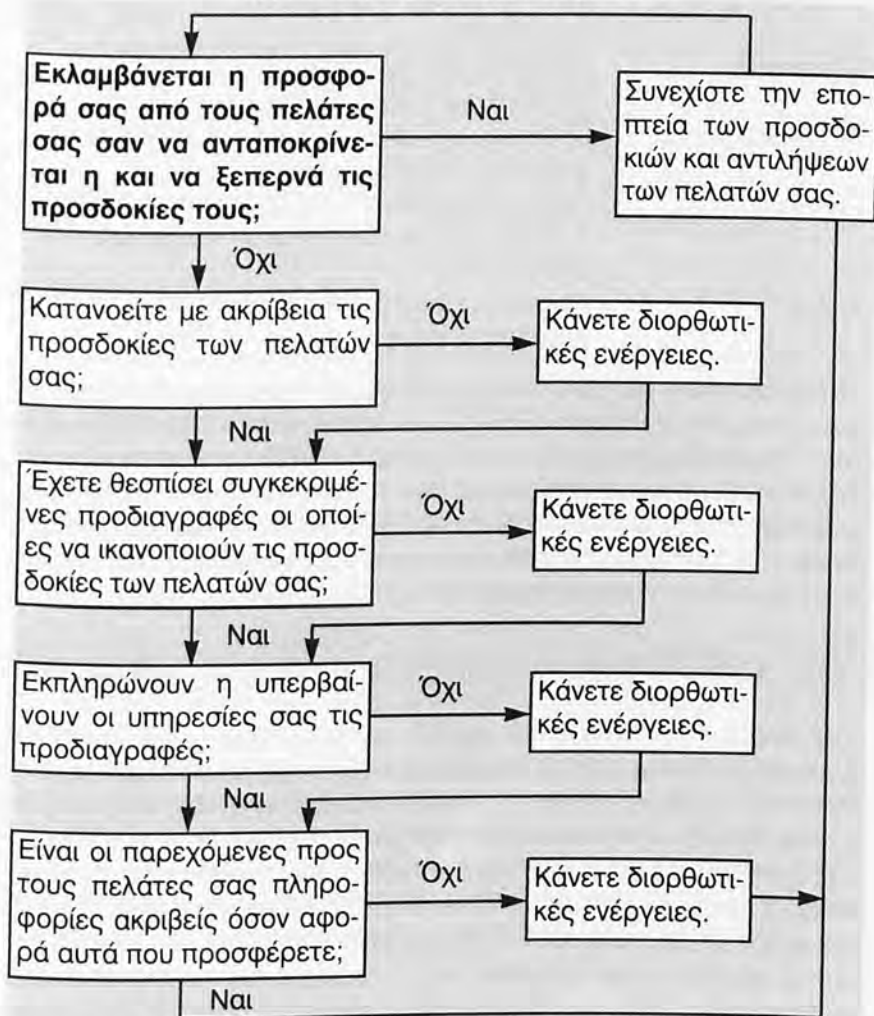 Εκλαμβάνεται η προσφο-
ρά σας από τους πελάτες
σας σαν να ανταποκρίνε-
ται η και να ξεπερνά τις
προσδοκίες τους;
Ναι
Συνεχίστε την επο-
πτεία των προσδο-
κιών και αντιλήψεων
των πελατών σας.
Όχι
Κατανοείτε με ακρίβεια τις
προσδοκίες των πελατών
σας;
Όχι
Κάνετε διορθωτι-
κές ενέργειες.
Ναι
Έχετε θεσπίσει συγκεκριμέ-
νες προδιαγραφές οι οποί-
ες να ικανοποιούν τις προσ-
δοκίες των πελατών σας;
Όχι
Κάνετε διορθωτι-
κές ενέργειες.
Ναι
Εκπληρώνουν η υπερβαί-
νουν οι υπηρεσίες σας τις
προδιαγραφές;
Όχι
Κάνετε διορθωτι-
κές ενέργειες.
Ναι
Είναι οι παρεχόμενες προς
τους πελάτες σας πληρο-
φορίες ακριβείς όσον αφο-
ρά αυτά που προσφέρετε;
Όχι
Κάνετε διορθωτι-
κές ενέργειες.
Ναι